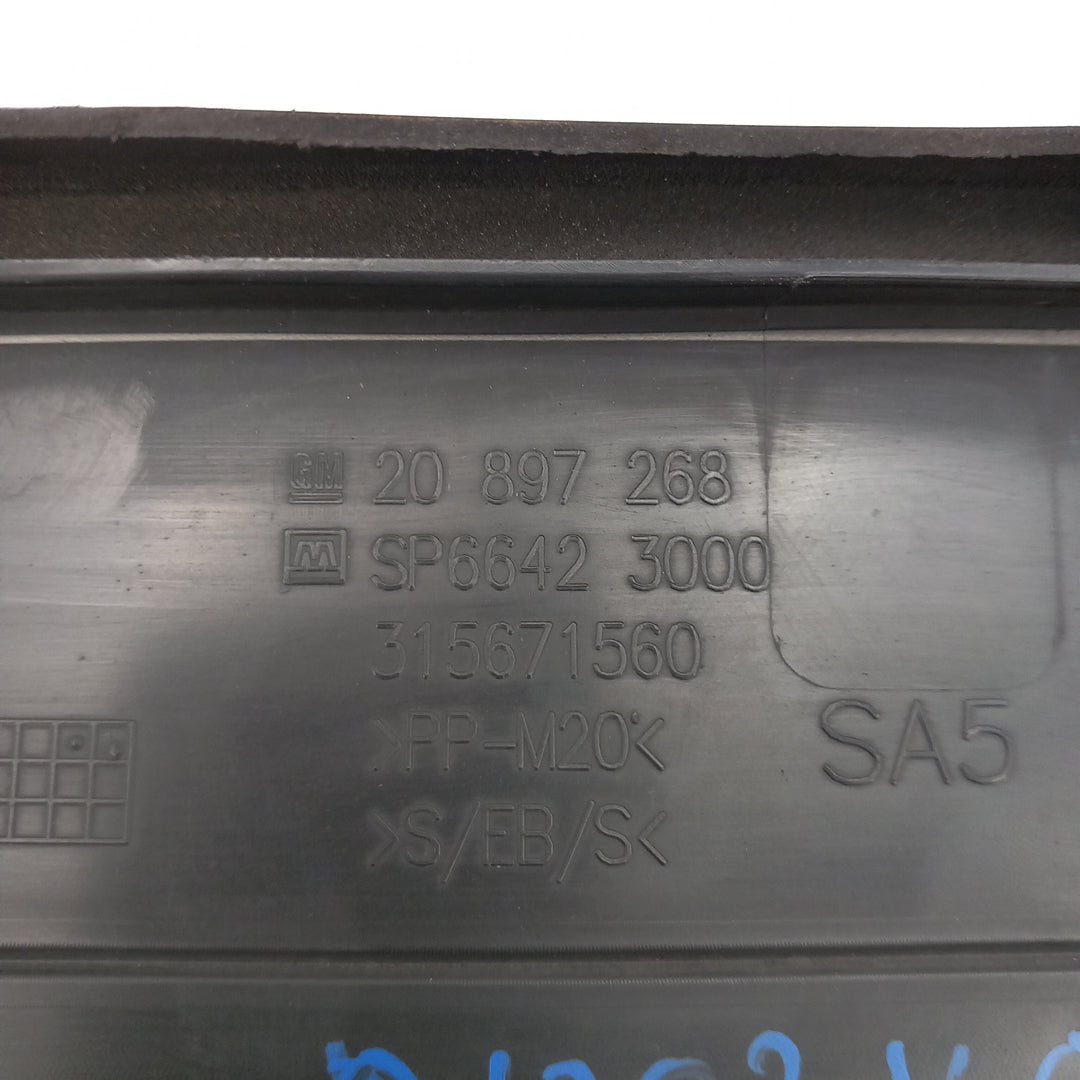 GM 20 897 268
M SP6642 3000
315671560
>PP-M20<
SA5
>S/EB/S<